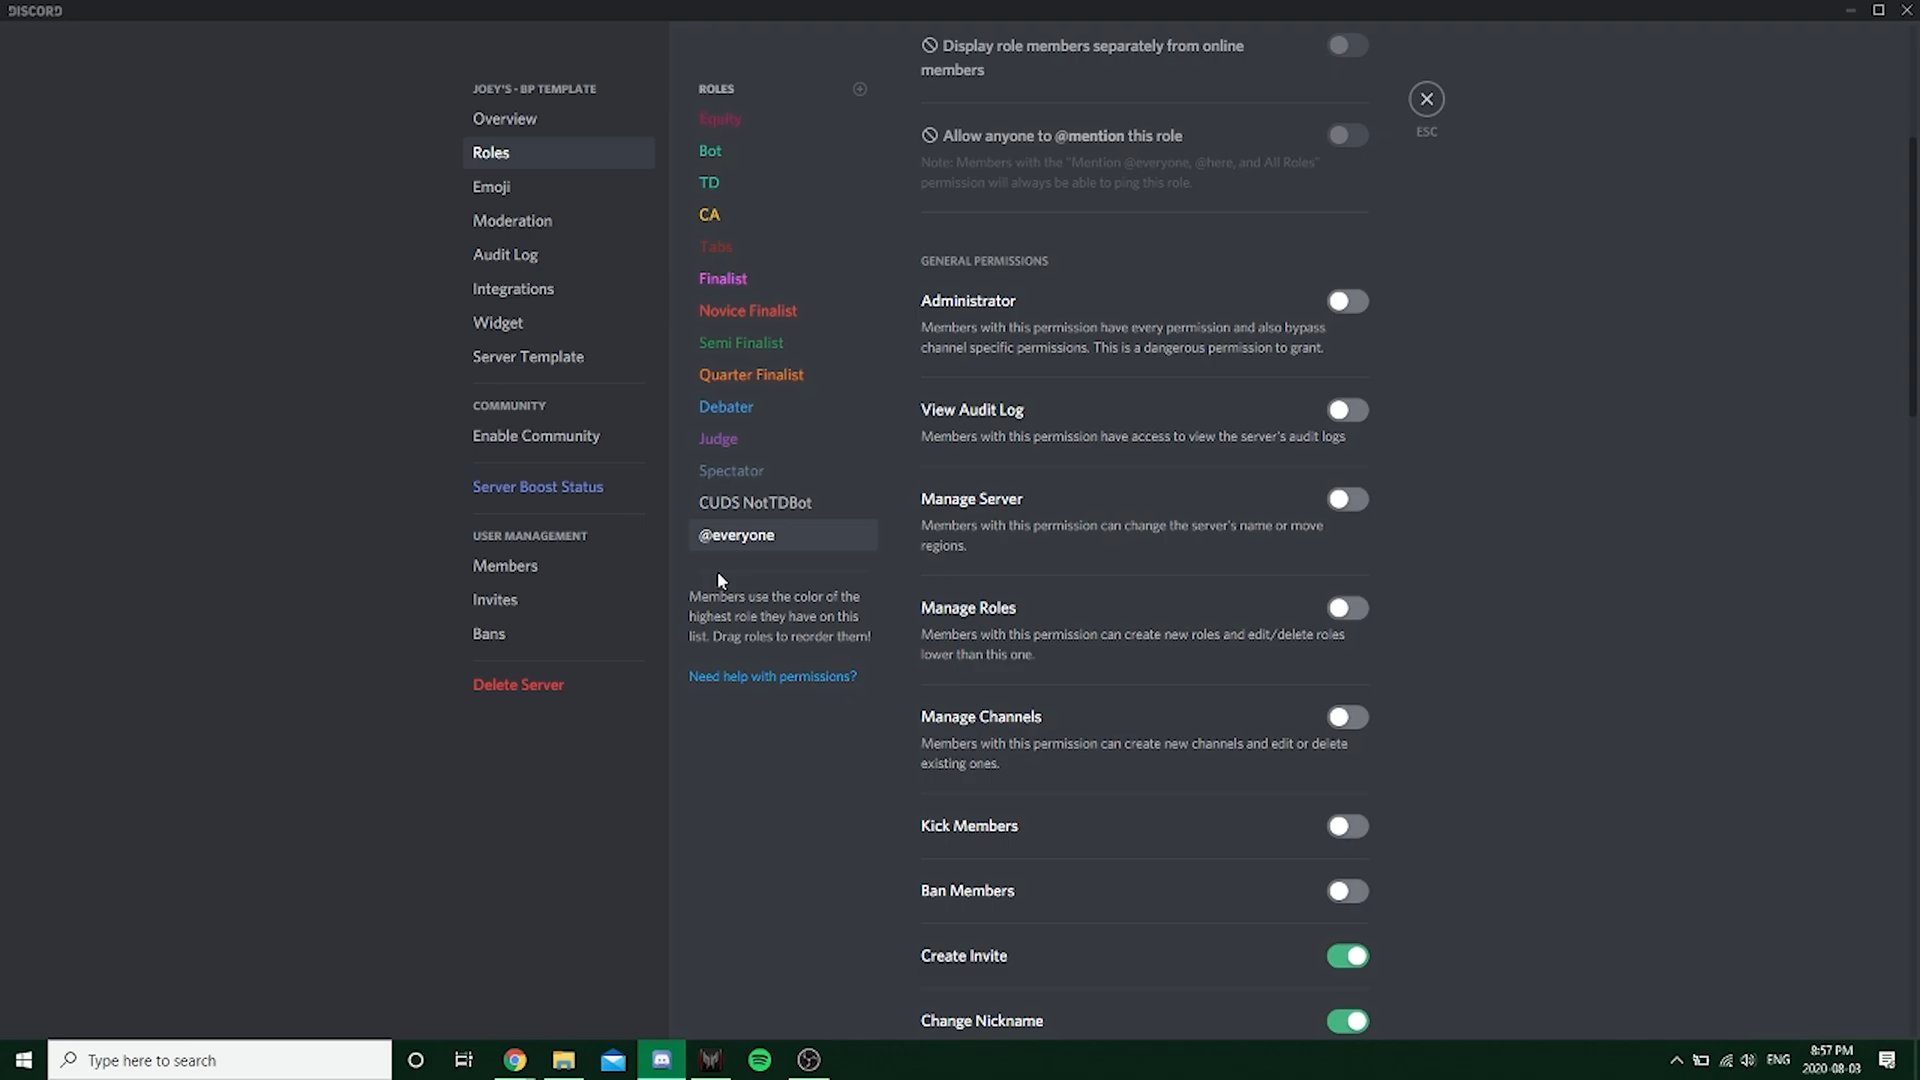 DISCORD
JOEY'S - BP TEMPLATE
Overview
Roles
Emoji
Moderation
Audit Log
Integrations
Widget
Server Template
COMMUNITY
Enable Community
Server Boost Status
USER MANAGEMENT
Members
Invites
Bans
Delete Server
ROLES
Equity
Bot
TD
CA
Tabs
Finalist
Novice Finalist
Semi Finalist
Quarter Finalist
Debater
Judge
Spectator
CUDS NotTDBot
@everyone
Members use the color of the
highest role they have on this
list. Drag roles to reorder them!
Need help with permissions?
Display role members separately from online
members
Allow anyone to @mention this role
Note: Members with the "Mention @everyone, @here, and All Roles"
permission will always be able to ping this role.
GENERAL PERMISSIONS
Administrator
Members with this permission have every permission and also bypass
channel specific permissions. This is a dangerous permission to grant.
View Audit Log
Members with this permission have access to view the server's audit logs
Manage Server
Members with this permission can change the server's name or move
regions.
Manage Roles
Members with this permission can create new roles and edit/delete roles
lower than this one.
Manage Channels
Members with this permission can create new channels and edit or delete
existing ones.
Kick Members
Ban Members
Create Invite
Change Nickname
ESC
Type here to search
ENG
8:57 PM
2020-08-03